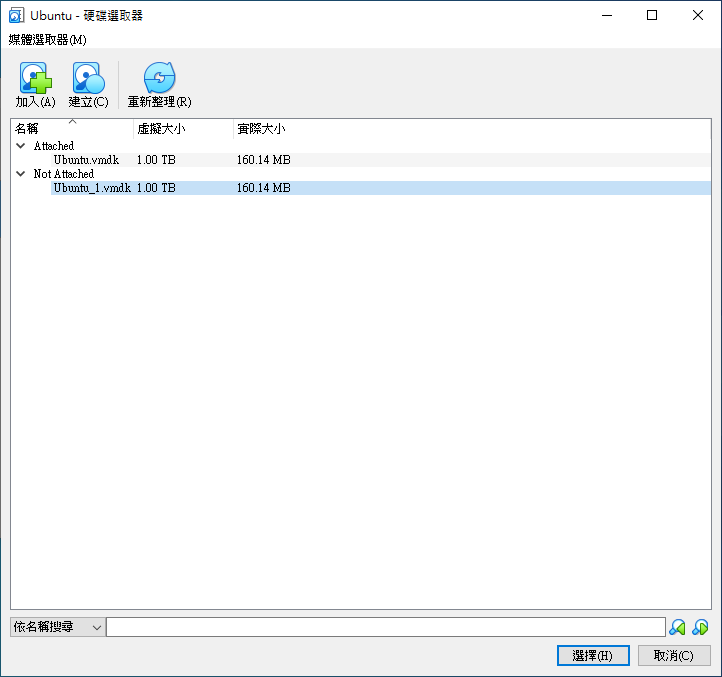 Ubuntu - 硬碟選取器
媒體選取器(M)
加入(A) 建立(C) 重新整理(R)
名稱 虛擬大小 實際大小
Attached
Ubuntu.vmdk 1.00 TB 160.14 MB
Not Attached
Ubuntu_1.vmdk 1.00 TB 160.14 MB
依名稱搜尋
選擇(H) 取消(C)